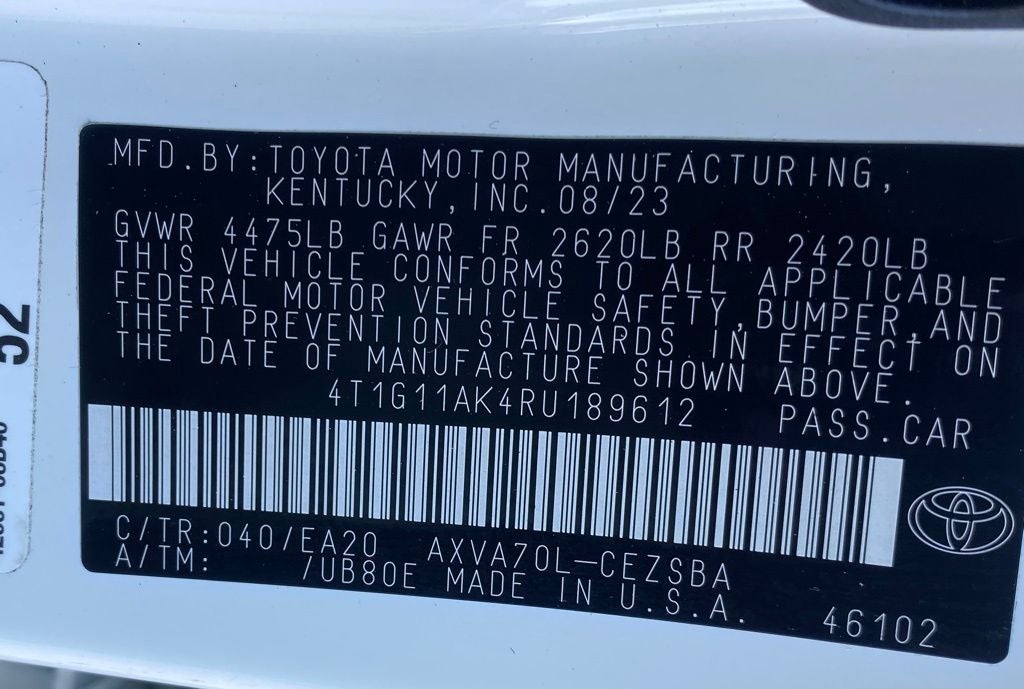 52
MFD.BY:TOYOTA MOTOR MANUFACTURING,
KENTUCKY,INC.08/23
GVWR 4475LB GAWR FR 2620LB RR 2420LB
THIS VEHICLE CONFORMS TO ALL APPLICABLE
FEDERAL MOTOR VEHICLE SAFETY,BUMPER,AND
THEFT PREVENTION STANDARDS IN EFFECT ON
THE DATE OF MANUFACTURE SHOWN ABOVE.
4T1G11AK4RU189612 PASS.CAR
C/TR:040/EA20 AXVA70L-CEZSBA
A/TM: /UB80E MADE IN U.S.A.
46102